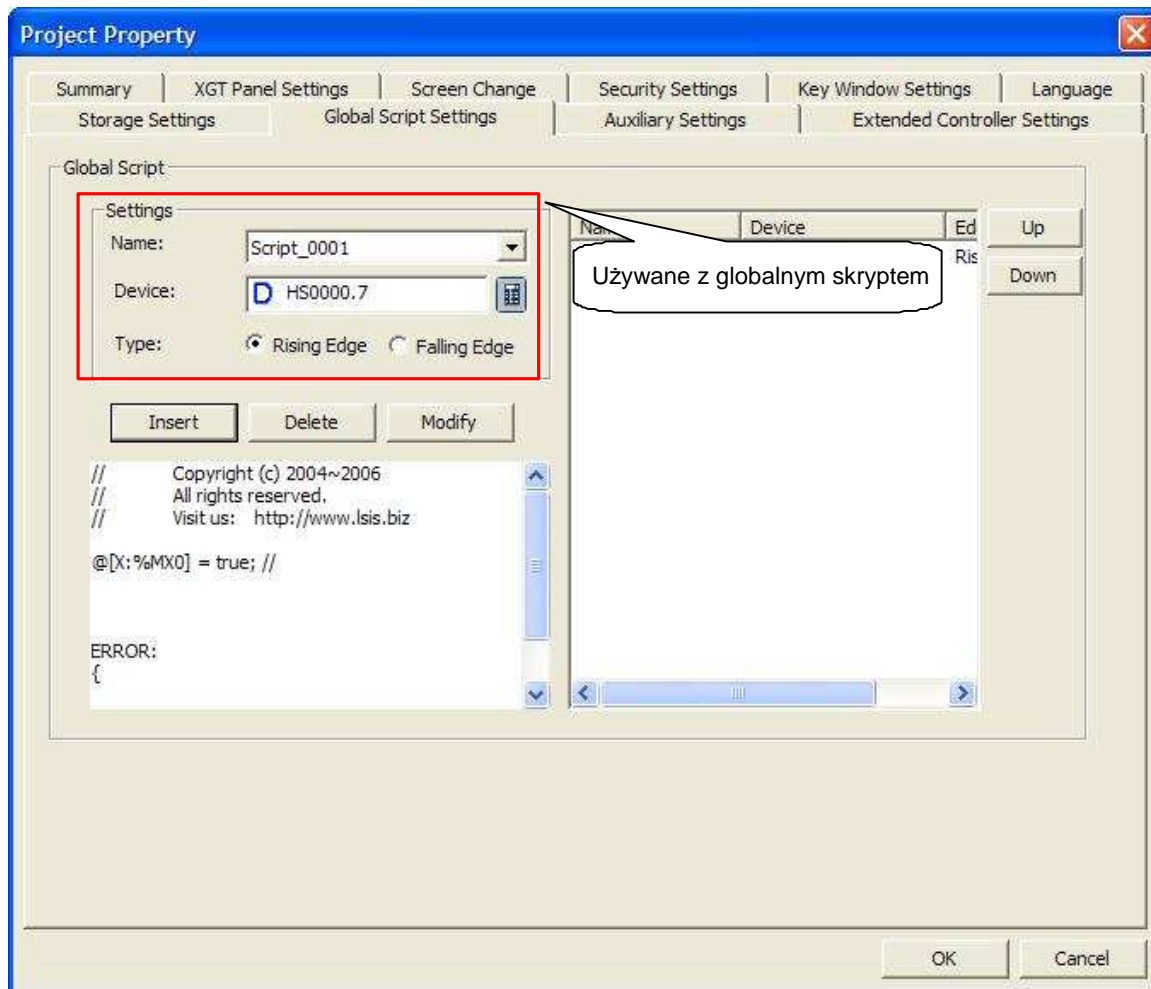 Project Property
Summary XGT Panel Settings Screen Change Security Settings Key Window Settings Language
Storage Settings Global Script Settings Auxiliary Settings Extended Controller Settings
Global Script
Settings
Name: Script_0001
Device: D HS0000.7
Type: Rising Edge Falling Edge
Insert Delete Modify
// Copyright (c) 2004~2006
// All rights reserved.
// Visit us: http://www.lsis.biz
@[X:%MX0] = true; //
ERROR:
{
Device Ed
Ris
Używane z globalnym skryptem
Up
Down
OK Cancel